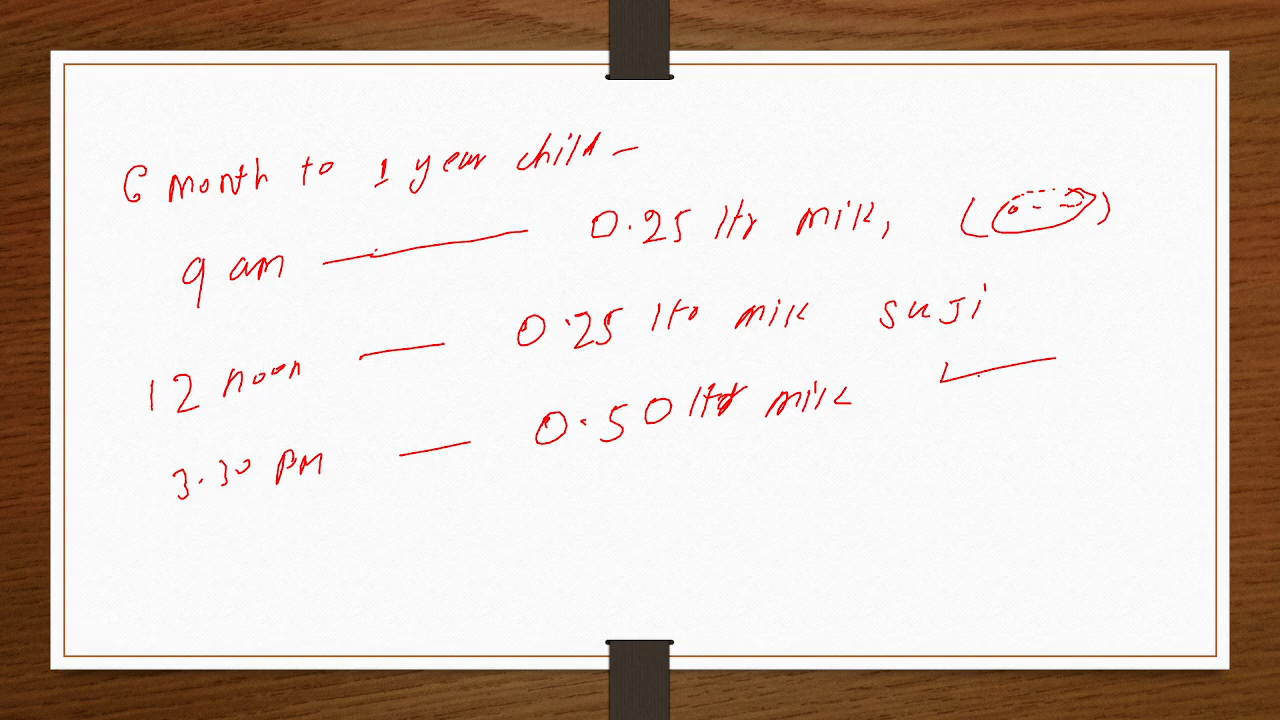 6 month to 1 year child -
9 am — 0.25 ltr milk,
12 noon — 0.25 ltr milk suji
3.30 PM — 0.50 ltr milk